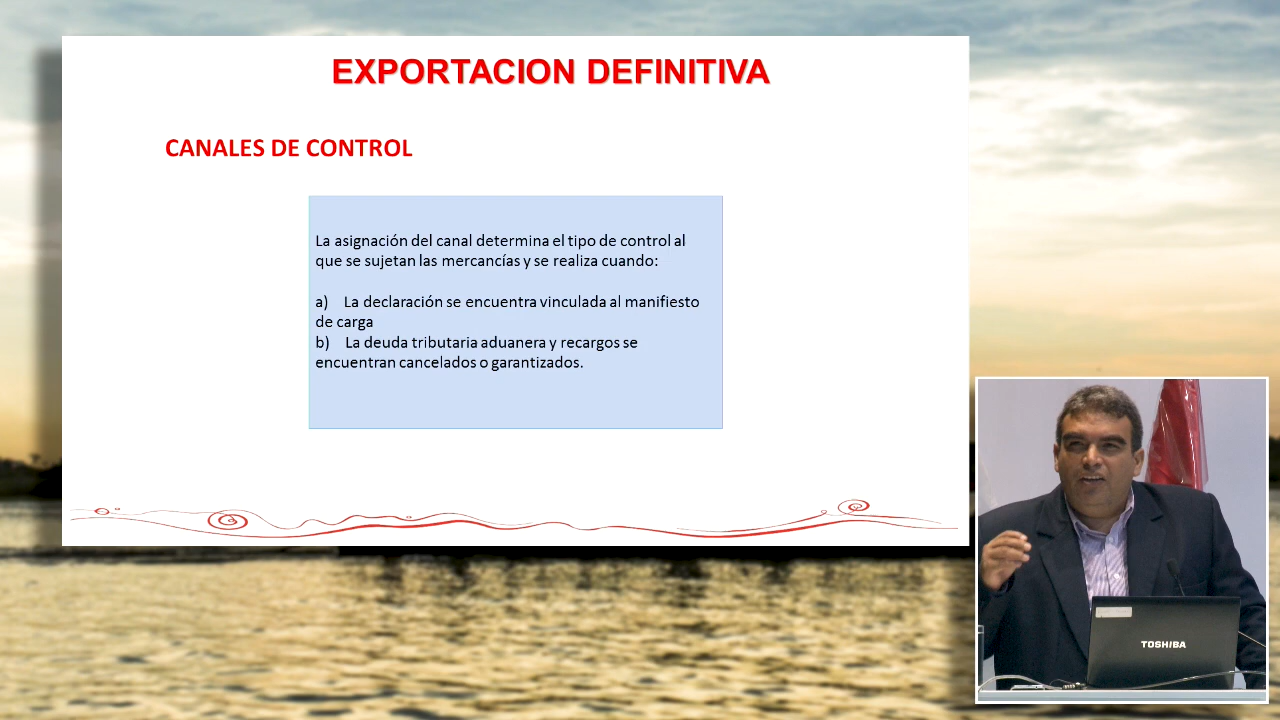 EXPORTACION DEFINITIVA
CANALES DE CONTROL
La asignación del canal determina el tipo de control al
que se sujetan las mercancías y se realiza cuando:
a) La declaración se encuentra vinculada al manifiesto
de carga
b) La deuda tributaria aduanera y recargos se
encuentran cancelados o garantizados.
TOSHIBA